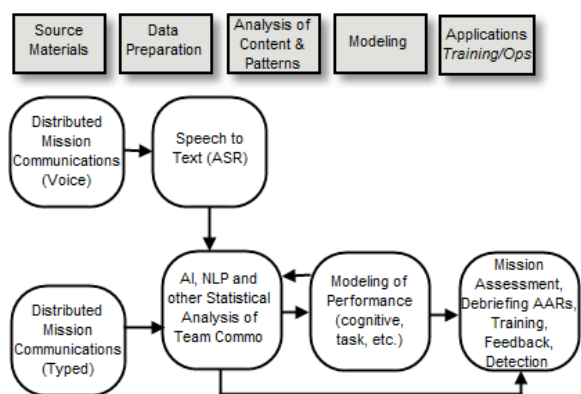 Source
Materials
Data
Preparation
Analysis of
Content &
Patterns
Modeling
Applications
Training/Ops
Distributed
Mission
Communications
(Voice)
Speech to
Text (ASR)
Distributed
Mission
Communications
(Typed)
AI, NLP and
other Statistical
Analysis of
Team Commo
Modeling of
Performance
(cognitive,
task, etc.)
Mission
Assessment,
Debriefing AARs,
Training,
Feedback,
Detection